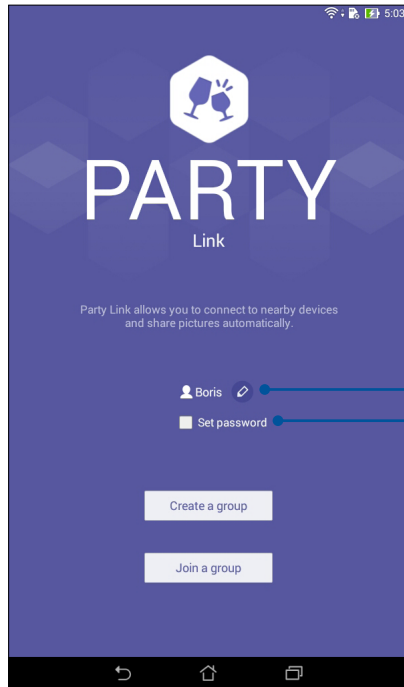 5:03
PARTY
Link
Party Link allows you to connect to nearby devices
and share pictures automatically.
Boris
Set password
Create a group
Join a group